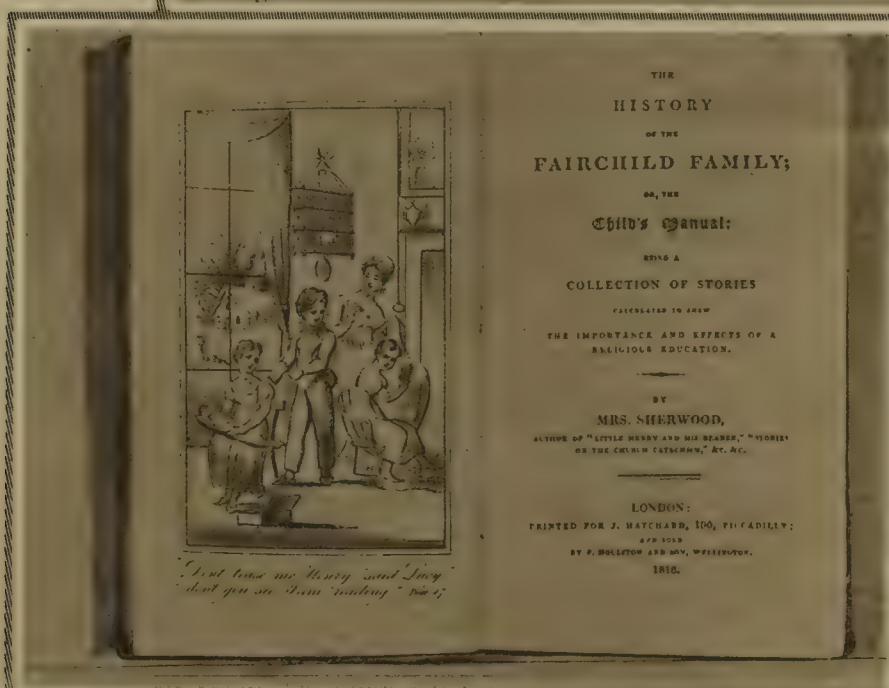 "Dont tease me Henry" said Lucy
"dont you see I am reading"
THE
HISTORY
OF THE
FAIRCHILD FAMILY;
OR, THE
Child's Manual:
BEING A
COLLECTION OF STORIES
CALCULATED TO SHEW
THE IMPORTANCE AND EFFECTS OF A
RELIGIOUS EDUCATION.
BY
MRS. SHERWOOD,
AUTHOR OF "LITTLE HENRY AND HIS BEARER," "STORIES
ON THE CHURCH CATECHISM," &C. &C.
LONDON:
PRINTED FOR J. HATCHARD, 190, PICCADILLY;
AND SOLD
BY F. HOULSTON AND SON, WELLINGTON.
1818.